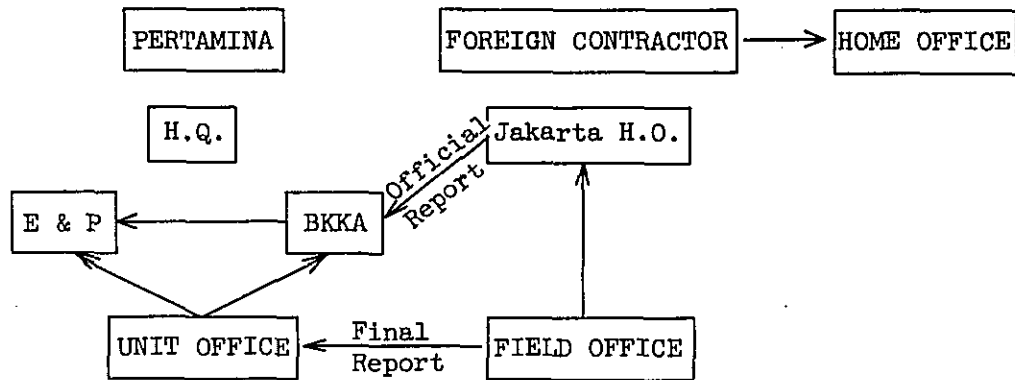 PERTAMINA
FOREIGN CONTRACTOR
HOME OFFICE
H.Q.
Jakarta H.O.
Official
Report
E & P
BKKA
UNIT OFFICE
Final
Report
FIELD OFFICE